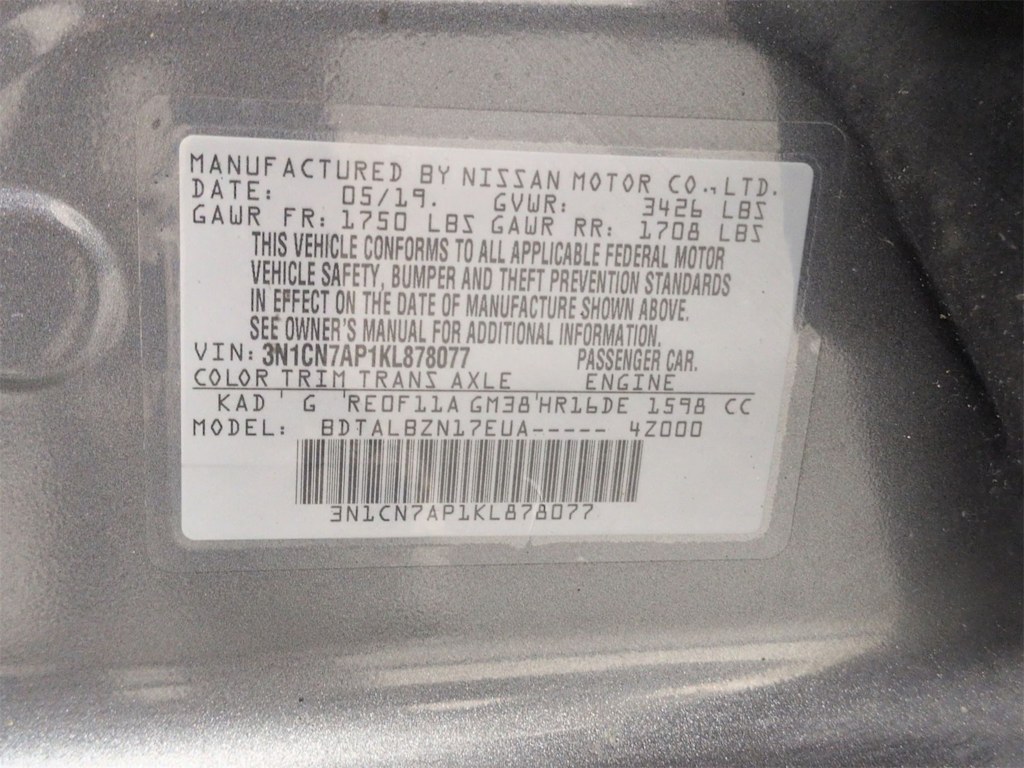 MANUFACTURED BY NISSAN MOTOR CO.,LTD.
DATE: 05/19. GVWR: 3426 LBS
GAWR FR: 1750 LBS GAWR RR: 1708 LBS
THIS VEHICLE CONFORMS TO ALL APPLICABLE FEDERAL MOTOR
VEHICLE SAFETY, BUMPER AND THEFT PREVENTION STANDARDS
IN EFFECT ON THE DATE OF MANUFACTURE SHOWN ABOVE.
SEE OWNER'S MANUAL FOR ADDITIONAL INFORMATION.
VIN: 3N1CN7AP1KL878077 PASSENGER CAR.
COLOR TRIM TRANS AXLE ENGINE
KAD ' G 'RE0F11A GM38'HR16DE 1598 CC
MODEL: BDTALBZN17EUA----- 4Z000
3N1CN7AP1KL878077